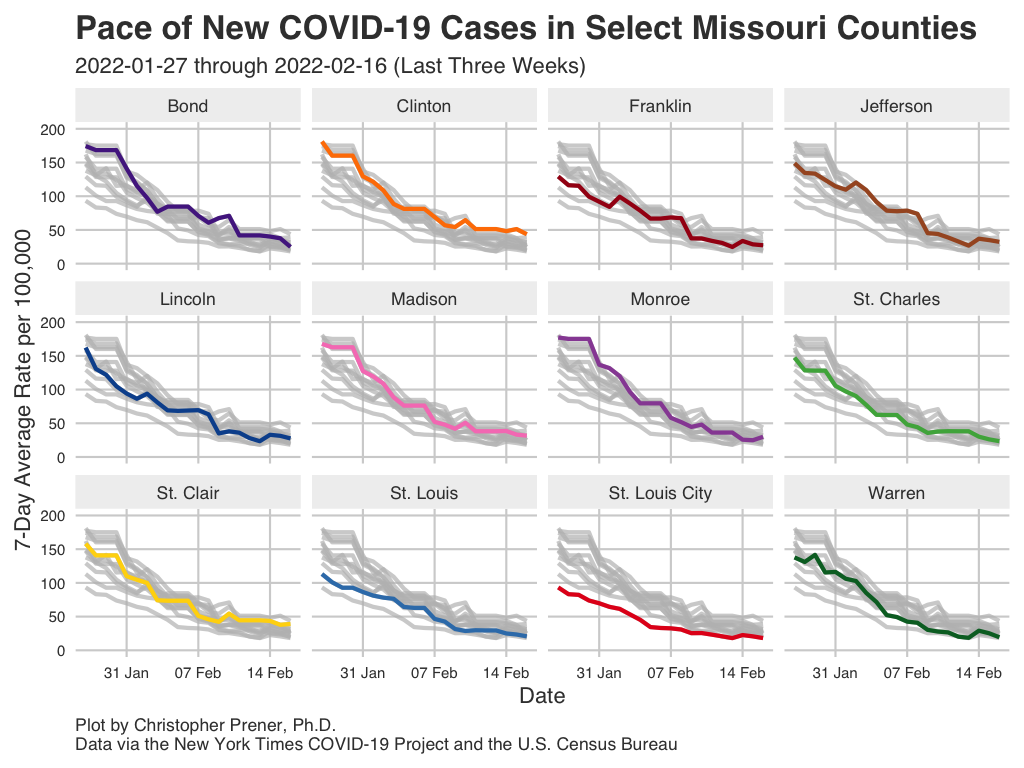 Pace of New COVID-19 Cases in Select Missouri Counties
2022-01-27 through 2022-02-16 (Last Three Weeks)
Bond Clinton Franklin Jefferson
200
150
100
50
0
Lincoln Madison Monroe St. Charles
200
150
100
50
0
St. Clair St. Louis St. Louis City Warren
200
150
100
50
0
7-Day Average Rate per 100,000
31 Jan 07 Feb 14 Feb 31 Jan 07 Feb 14 Feb 31 Jan 07 Feb 14 Feb 31 Jan 07 Feb 14 Feb
Date
Plot by Christopher Prener, Ph.D.
Data via the New York Times COVID-19 Project and the U.S. Census Bureau